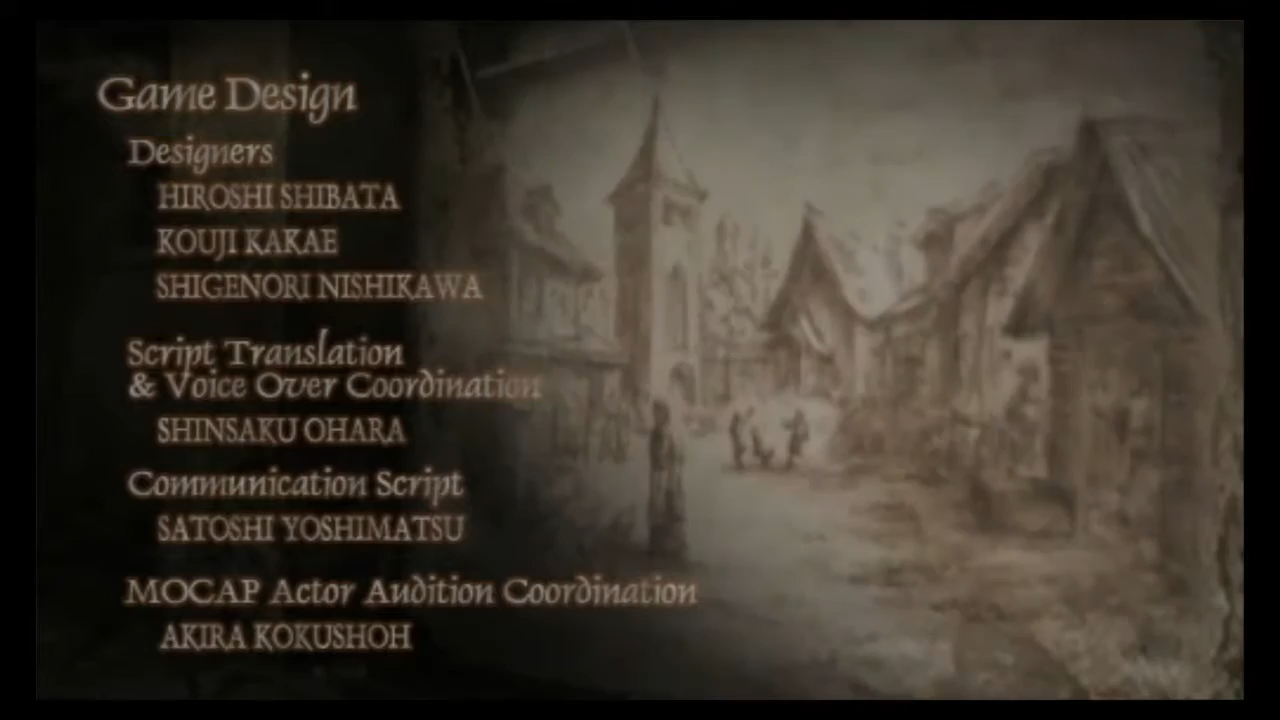 Game Design
Designers
HIROSHI SHIBATA
KOUJI KAKAE
SHIGENORI NISHIKAWA
Script Translation
& Voice Over Coordination
SHINSAKU OHARA
Communication Script
SATOSHI YOSHIMATSU
MOCAP Actor Audition Coordination
AKIRA KOKUSHOH